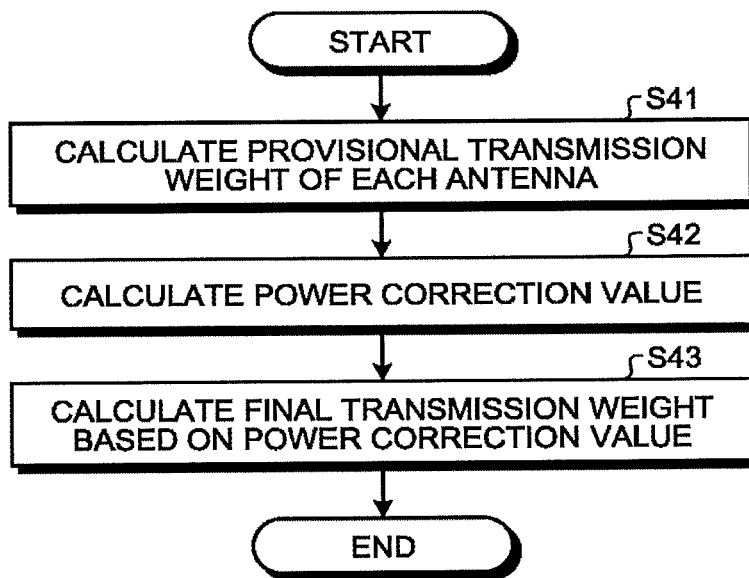 START
S41
CALCULATE PROVISIONAL TRANSMISSION
WEIGHT OF EACH ANTENNA
S42
CALCULATE POWER CORRECTION VALUE
S43
CALCULATE FINAL TRANSMISSION WEIGHT
BASED ON POWER CORRECTION VALUE
END